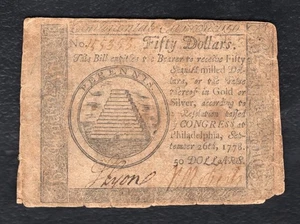 No. Fifty Dollars.
This Bill entitles the Bearer to receive Fifty
Spanish milled Dol-
lars, or the Value
thereof in Gold or
Silver, according to
a Resolution passed
by CONGRESS at
Philadelphia, Sep-
tember 26th, 1778.
50 DOLLARS.
PERENNIS